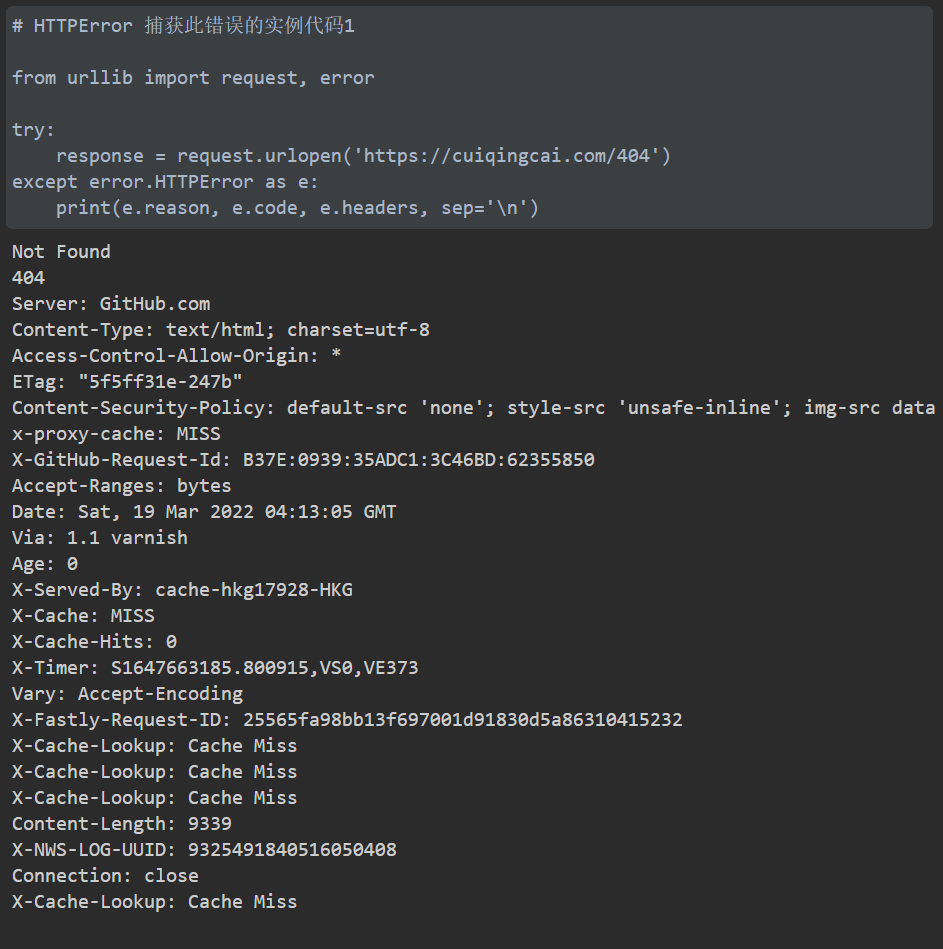 # HTTPError 捕获此错误的实例代码1
from urllib import request, error
try:
    response = request.urlopen('https://cuiqingcai.com/404')
except error.HTTPError as e:
    print(e.reason, e.code, e.headers, sep='\n')
Not Found
404
Server: GitHub.com
Content-Type: text/html; charset=utf-8
Access-Control-Allow-Origin: *
ETag: "5f5ff31e-247b"
Content-Security-Policy: default-src 'none'; style-src 'unsafe-inline'; img-src data
x-proxy-cache: MISS
X-GitHub-Request-Id: B37E:0939:35ADC1:3C46BD:62355850
Accept-Ranges: bytes
Date: Sat, 19 Mar 2022 04:13:05 GMT
Via: 1.1 varnish
Age: 0
X-Served-By: cache-hkg17928-HKG
X-Cache: MISS
X-Cache-Hits: 0
X-Timer: S1647663185.800915,VS0,VE373
Vary: Accept-Encoding
X-Fastly-Request-ID: 25565fa98bb13f697001d91830d5a86310415232
X-Cache-Lookup: Cache Miss
X-Cache-Lookup: Cache Miss
X-Cache-Lookup: Cache Miss
Content-Length: 9339
X-NWS-LOG-UUID: 9325491840516050408
Connection: close
X-Cache-Lookup: Cache Miss